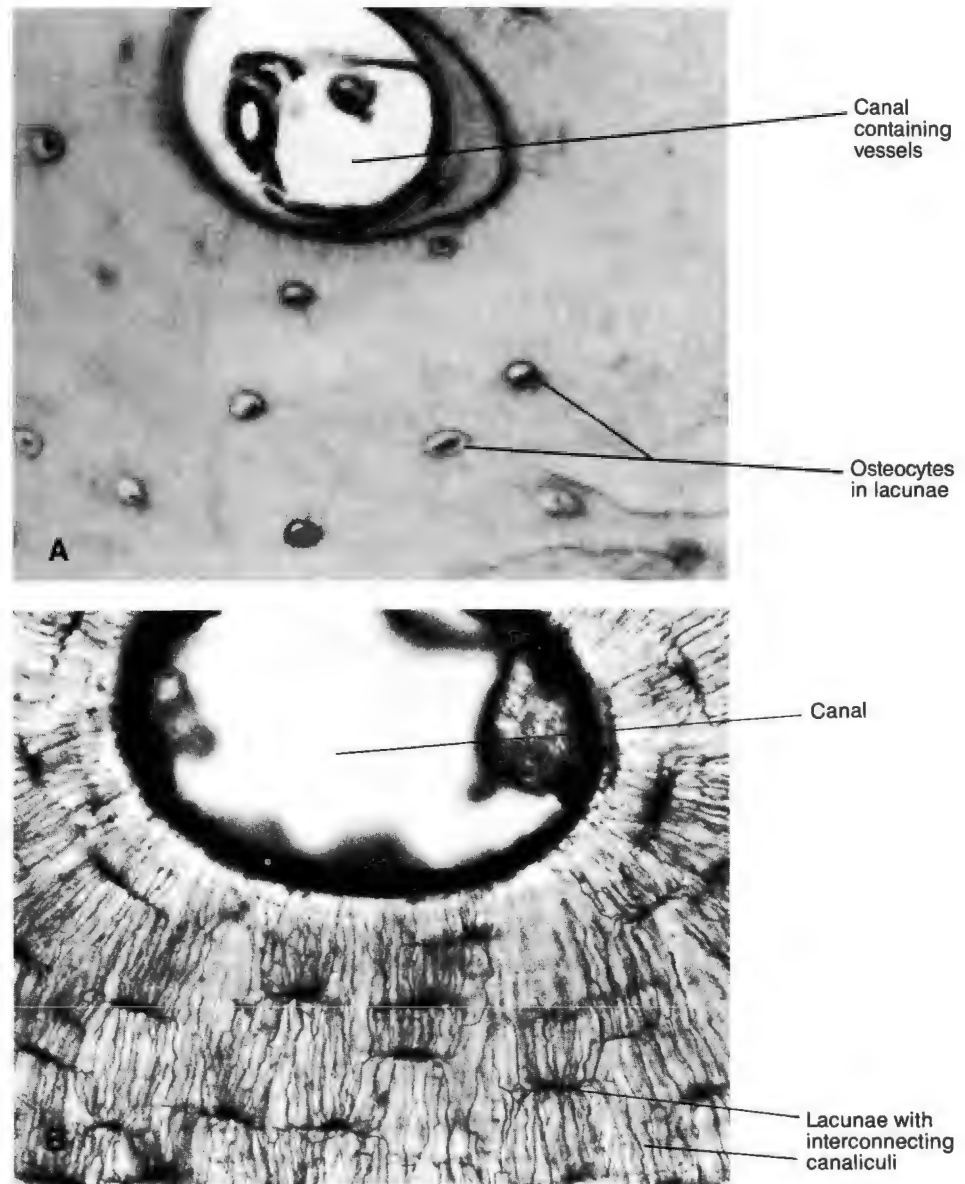 Canal
containing
vessels
Osteocytes
in lacunae
A
Canal
Lacunae with
interconnecting
canaliculi
B